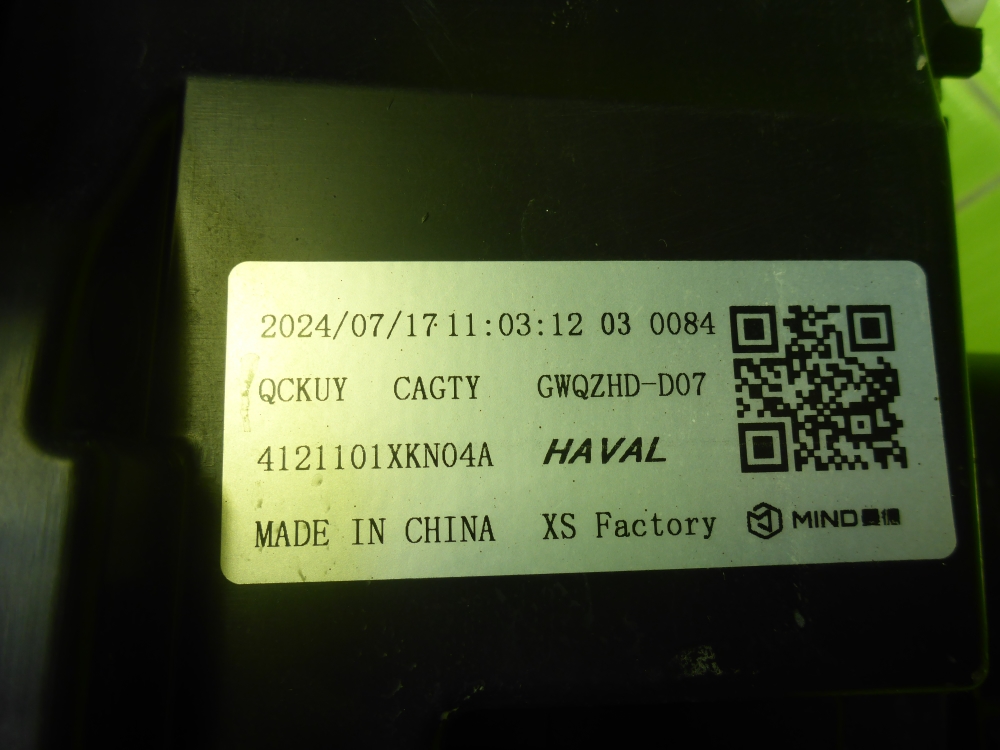 2024/07/17 11:03:12 03 0084
QCKUY CAGTY GWQZHD-D07
4121101XKN04A HAVAL
MADE IN CHINA XS Factory MIND曼德